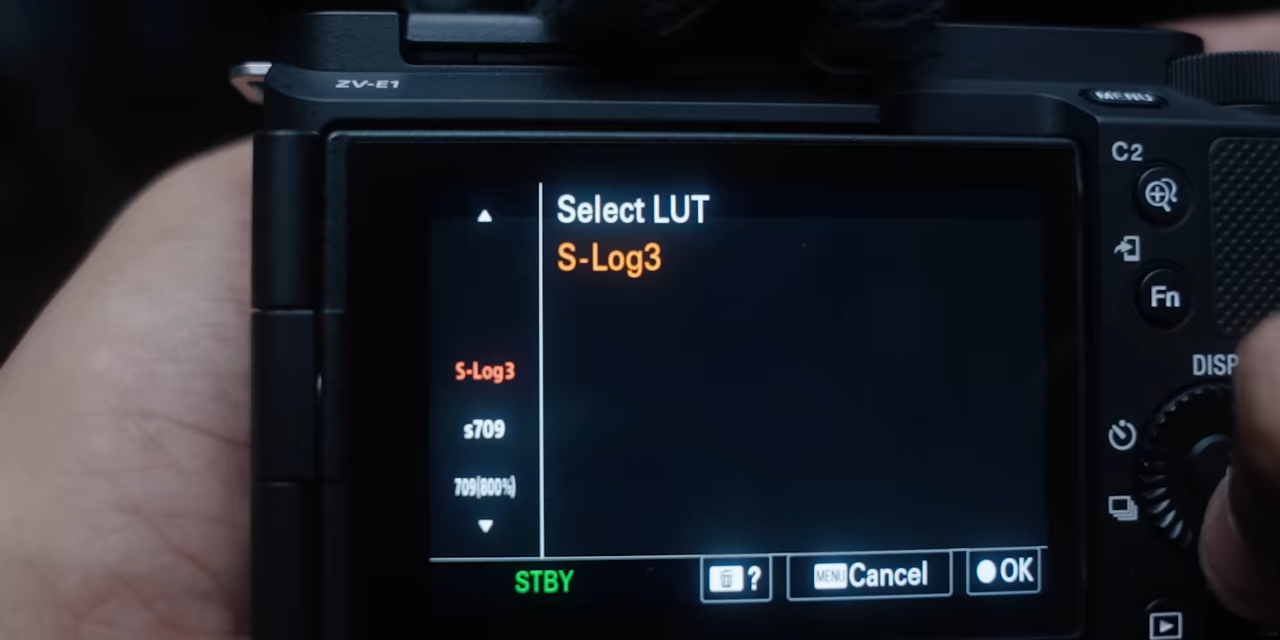 ZV-E1
MENU
C2
Select LUT
S-Log3
Fn
DISP
S-Log3
s709
709(800%)
STBY
?
MENU Cancel
OK